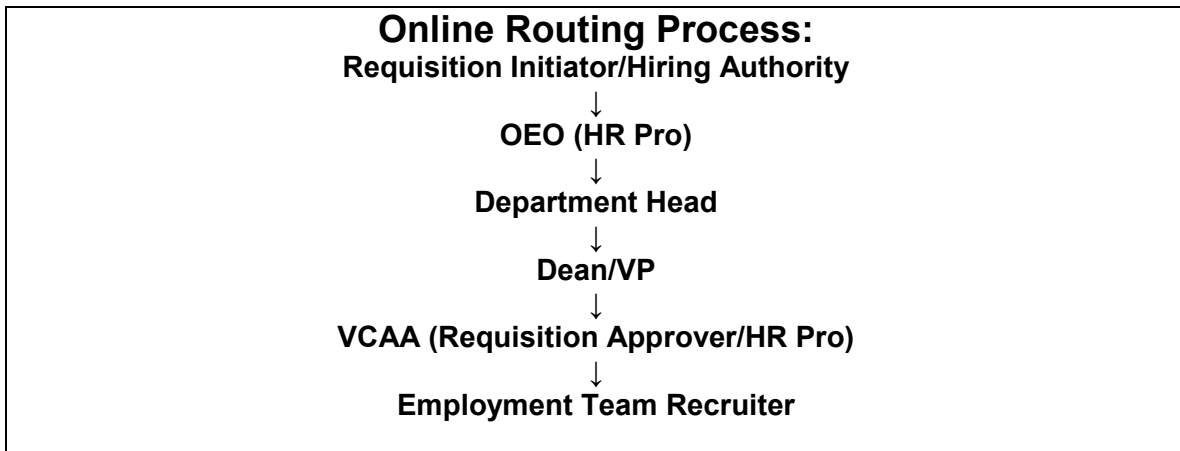 Online Routing Process:
Requisition Initiator/Hiring Authority
↓
OEO (HR Pro)
↓
Department Head
↓
Dean/VP
↓
VCAA (Requisition Approver/HR Pro)
↓
Employment Team Recruiter